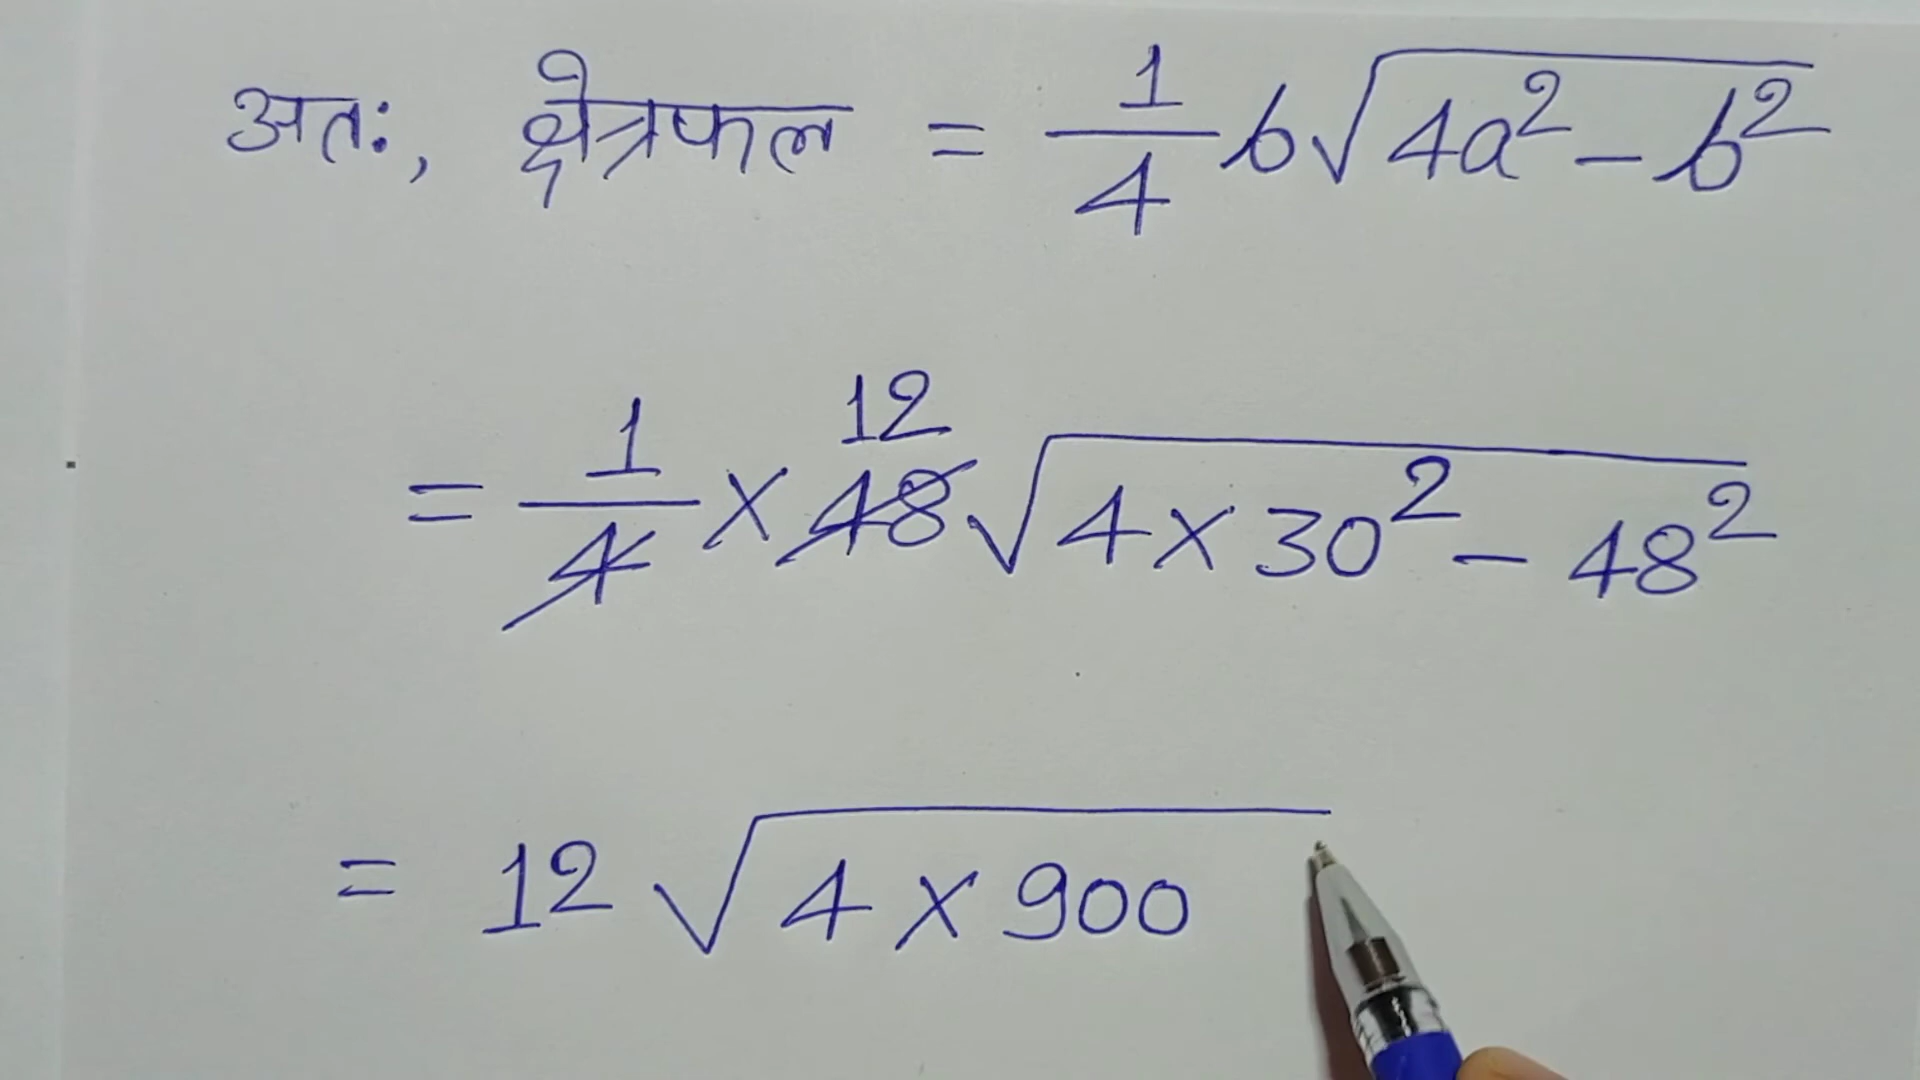 अतः, क्षेत्रफल = 1/4 b√(4a² - b²)
= 1/4 × 48 12 √(4 × 30² - 48²)
= 12 √(4 × 900